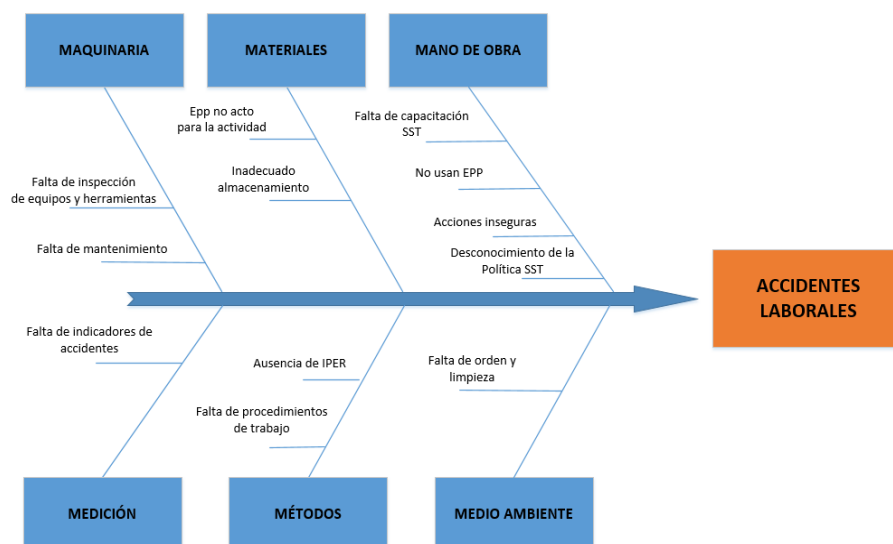 MAQUINARIA
MATERIALES
MANO DE OBRA
Epp no acto
para la actividad
Inadecuado
almacenamiento
Falta de capacitación
SST
No usan EPP
Acciones inseguras
Desconocimiento de la
Política SST
Falta de inspección
de equipos y herramientas
Falta de mantenimiento
ACCIDENTES
LABORALES
Falta de indicadores de
accidentes
Ausencia de IPER
Falta de procedimientos
de trabajo
Falta de orden y
limpieza
MEDICIÓN
MÉTODOS
MEDIO AMBIENTE